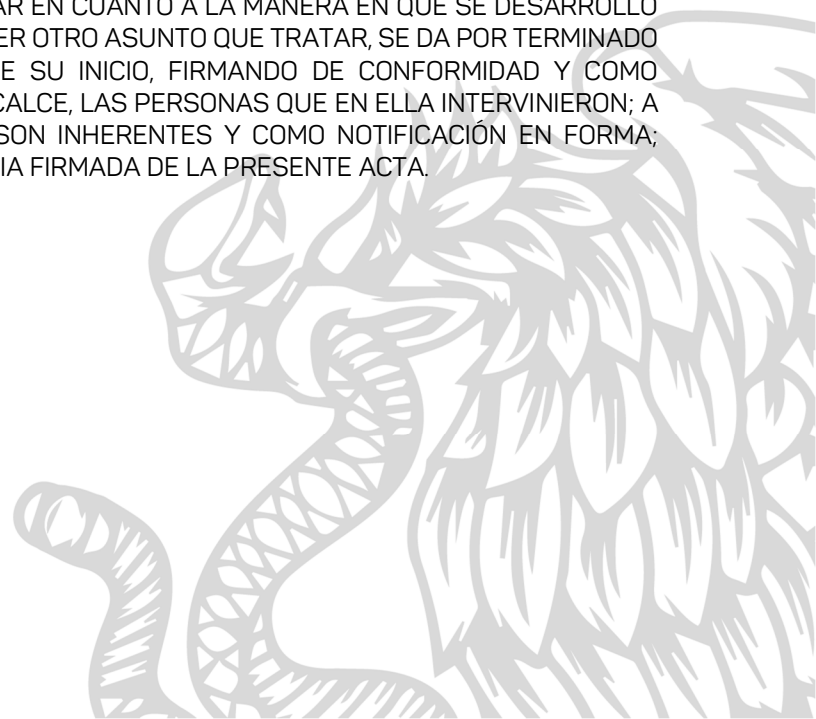 AR EN CUANTO A LA MANERA EN QUE SE DESARROLLO
ER OTRO ASUNTO QUE TRATAR, SE DA POR TERMINADO
E SU INICIO, FIRMANDO DE CONFORMIDAD Y COMO
CALCE, LAS PERSONAS QUE EN ELLA INTERVINIERON; A
SON INHERENTES Y COMO NOTIFICACIÓN EN FORMA;
IA FIRMADA DE LA PRESENTE ACTA.